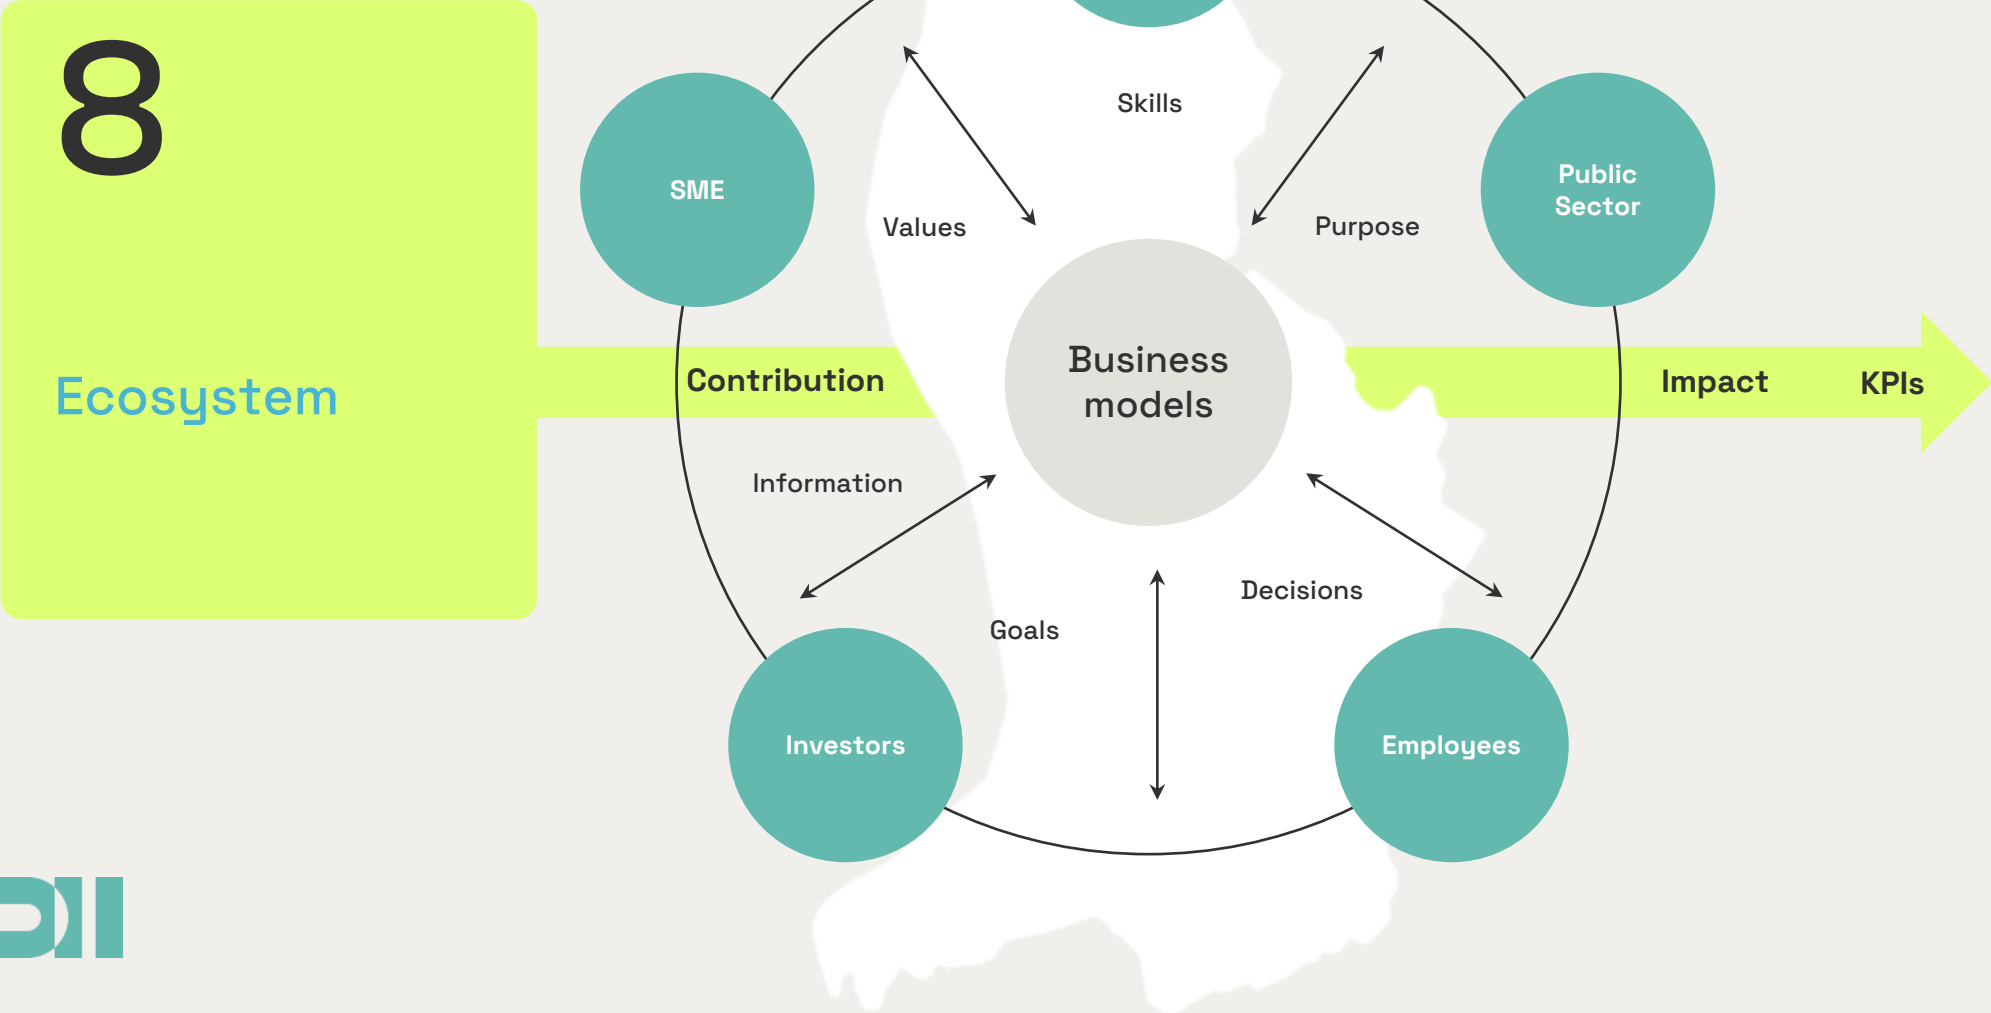 8
Ecosystem
Skills
SME
Public
Sector
Values
Purpose
Contribution
Business
models
Impact
KPIs
Information
Decisions
Goals
Investors
Employees